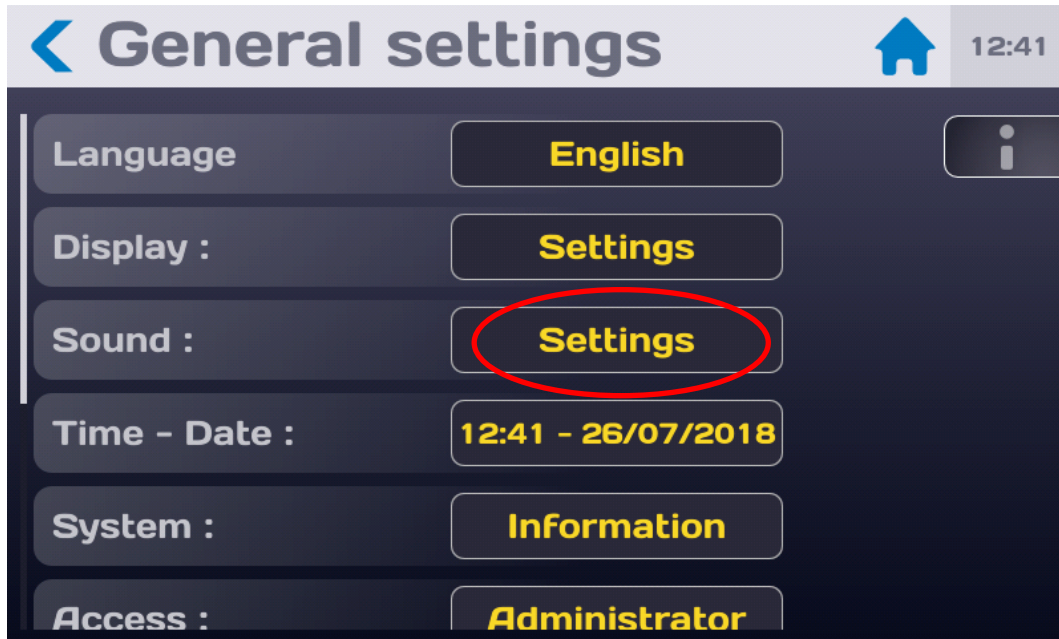 General settings
12:41
Language English
Display : Settings
Sound : Settings
Time - Date : 12:41 - 26/07/2018
System : Information
Access : Administrator